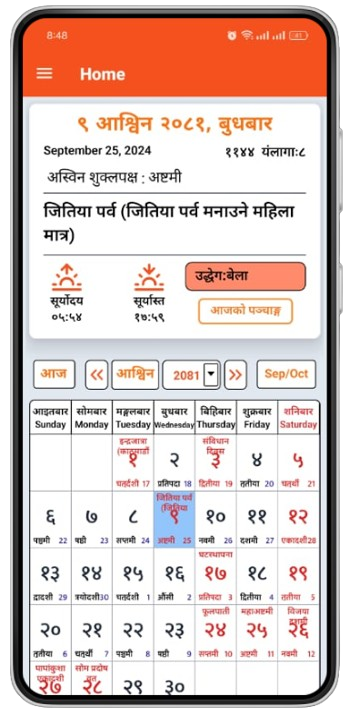 8:48
41
Home
९ आश्विन २०८१, बुधबार
September 25, 2024
११४४ यंलागाः८
अस्विन शुक्लपक्ष : अष्टमी
जितिया पर्व (जितिया पर्व मनाउने महिला
मात्र)
उद्धेग:बेला
सूर्योदय
०५:५४
सूर्यास्त
१७:५९
आजको पञ्चाङ्ग
आज << आश्विन 2081 >> Sep/Oct
आइतबार सोमबार मङ्गलबार बुधबार बिहिबार शुक्रबार शनिबार
Sunday Monday Tuesday Wednesday Thursday Friday Saturday
इन्द्रजात्रा संविधान
(काठमाडौं दिवस
१ २ ३ ४ ५
चतुर्दशी 17 प्रतिपदा 18 द्वितीया 19 तृतीया 20 चतुर्थी 21
जितिया पर्व
(जितिया
६ ७ ८ ९ १० ११ १२
पञ्चमी 22 षष्ठी 23 सप्तमी 24 अष्टमी 25 नवमी 26 दशमी 27 एकादशी28
घटस्थापना
१३ १४ १५ १६ १७ १८ १९
द्वादशी 29 त्रयोदशी30 चतुर्दशी 1 औंसी 2 प्रतिपदा 3 द्वितीया 4 तृतीया 5
फूलपाती महाअष्टमी विजया
दशमी
२० २१ २२ २३ २४ २५ २६
तृतीया 6 चतुर्थी 7 पञ्चमी 8 षष्ठी 9 सप्तमी 10 अष्टमी 11 नवमी 12
पापांकुशा सोम प्रदोष
एकादशी व्रत
२७ २८ २९ ३०